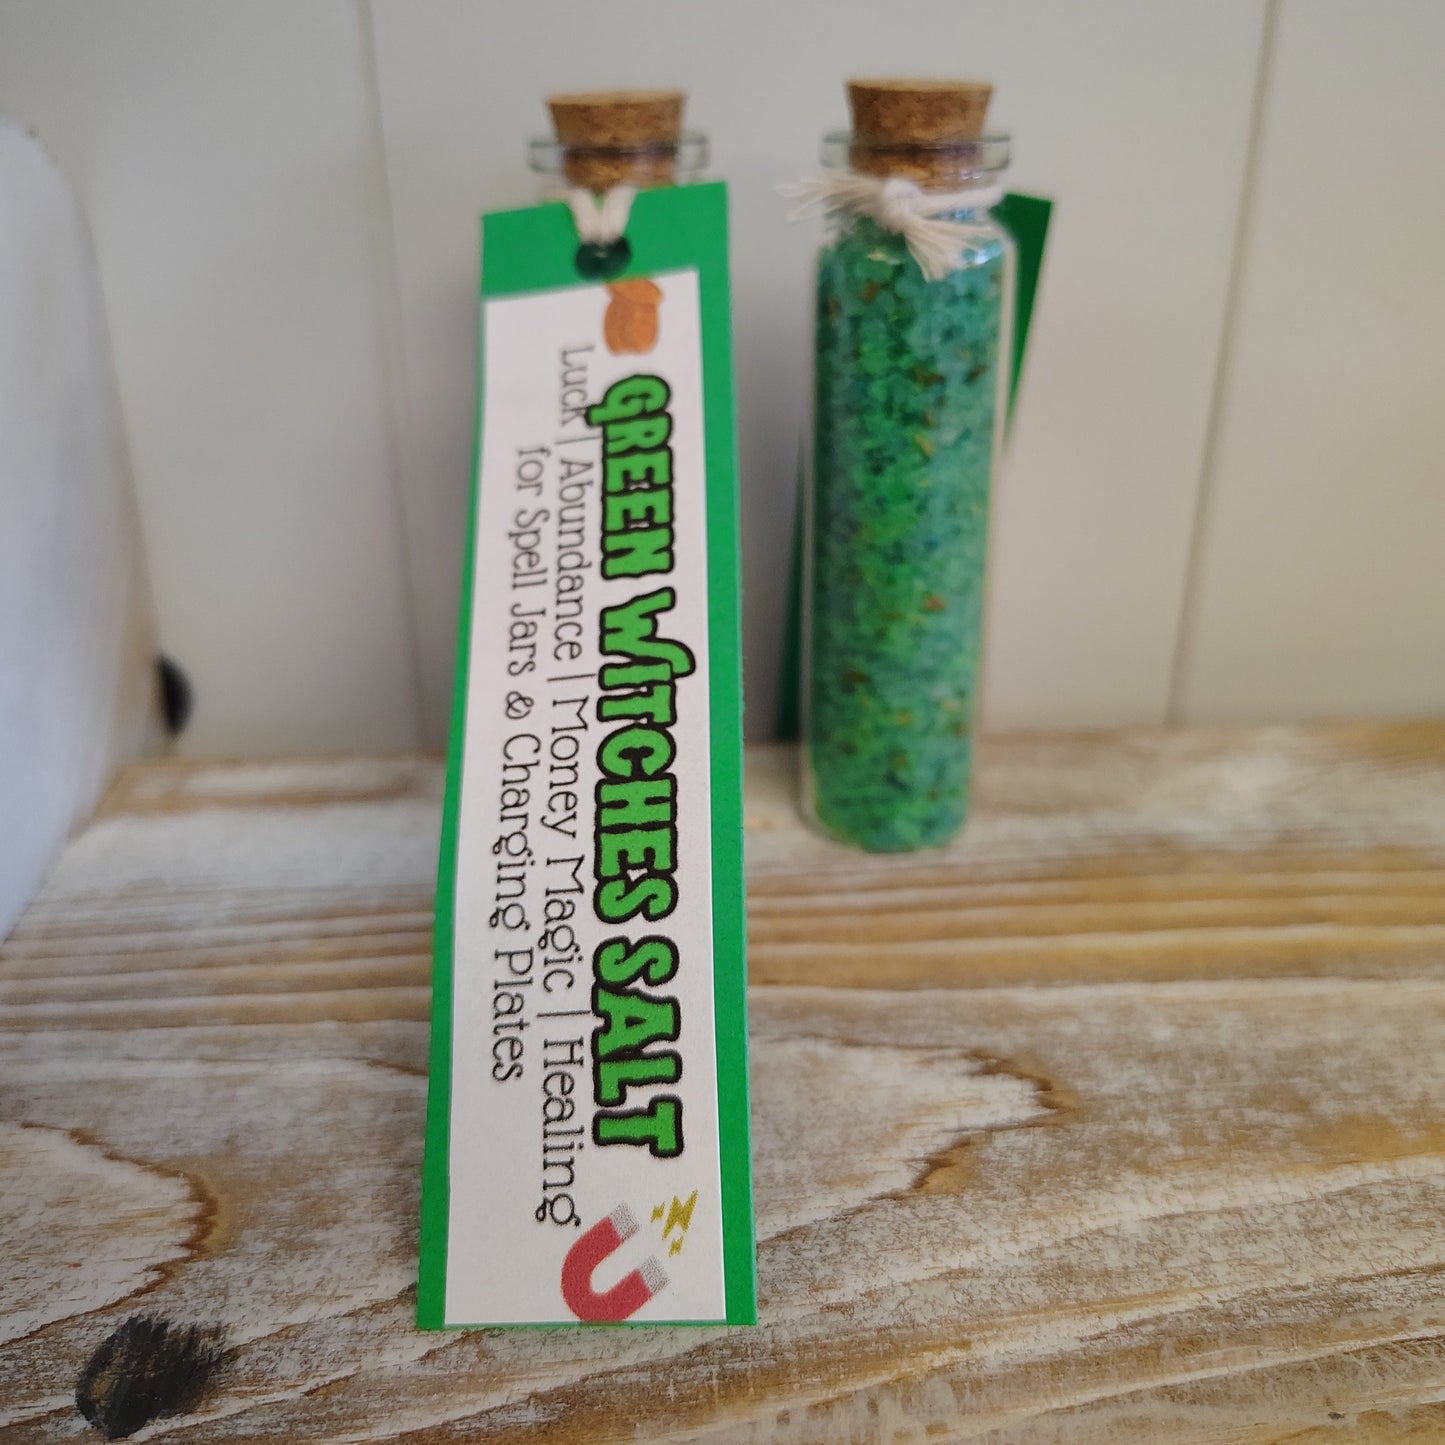 GREEN WITCHES SALT
Luck | Abundance | Money Magic | Healing
for Spell Jars & Charging Plates